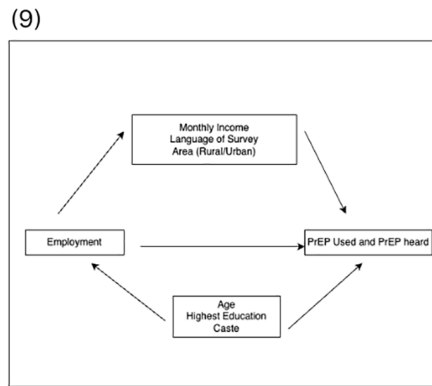 (9)
Monthly Income
Language of Survey
Area (Rural/Urban)
Employment
PrEP Used and PrEP heard
Age
Highest Education
Caste